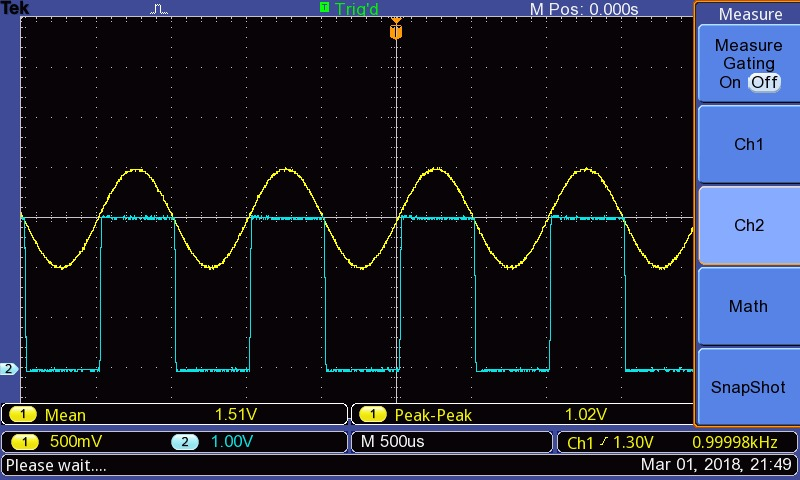 Tek
T Trig'd
M Pos: 0.000s
T
Measure
Measure
Gating
On Off
Ch1
Ch2
Math
SnapShot
2
1 Mean 1.51V
1 Peak-Peak 1.02V
1 500mV 2 1.00V
M 500us
Ch1 1.30V 0.99998kHz
Please wait.... Mar 01, 2018, 21:49